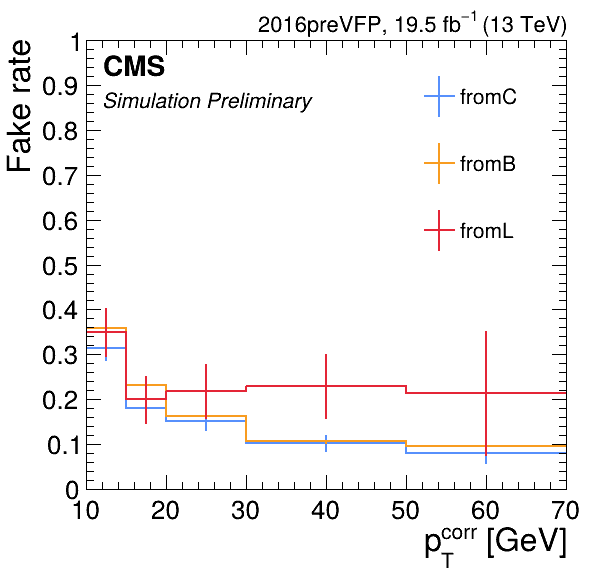 2016preVFP, 19.5 fb⁻¹ (13 TeV)
CMS
Simulation Preliminary
fromC
fromB
fromL
Fake rate
1
0.9
0.8
0.7
0.6
0.5
0.4
0.3
0.2
0.1
0
10 20 30 40 50 60 70
p_T^corr [GeV]